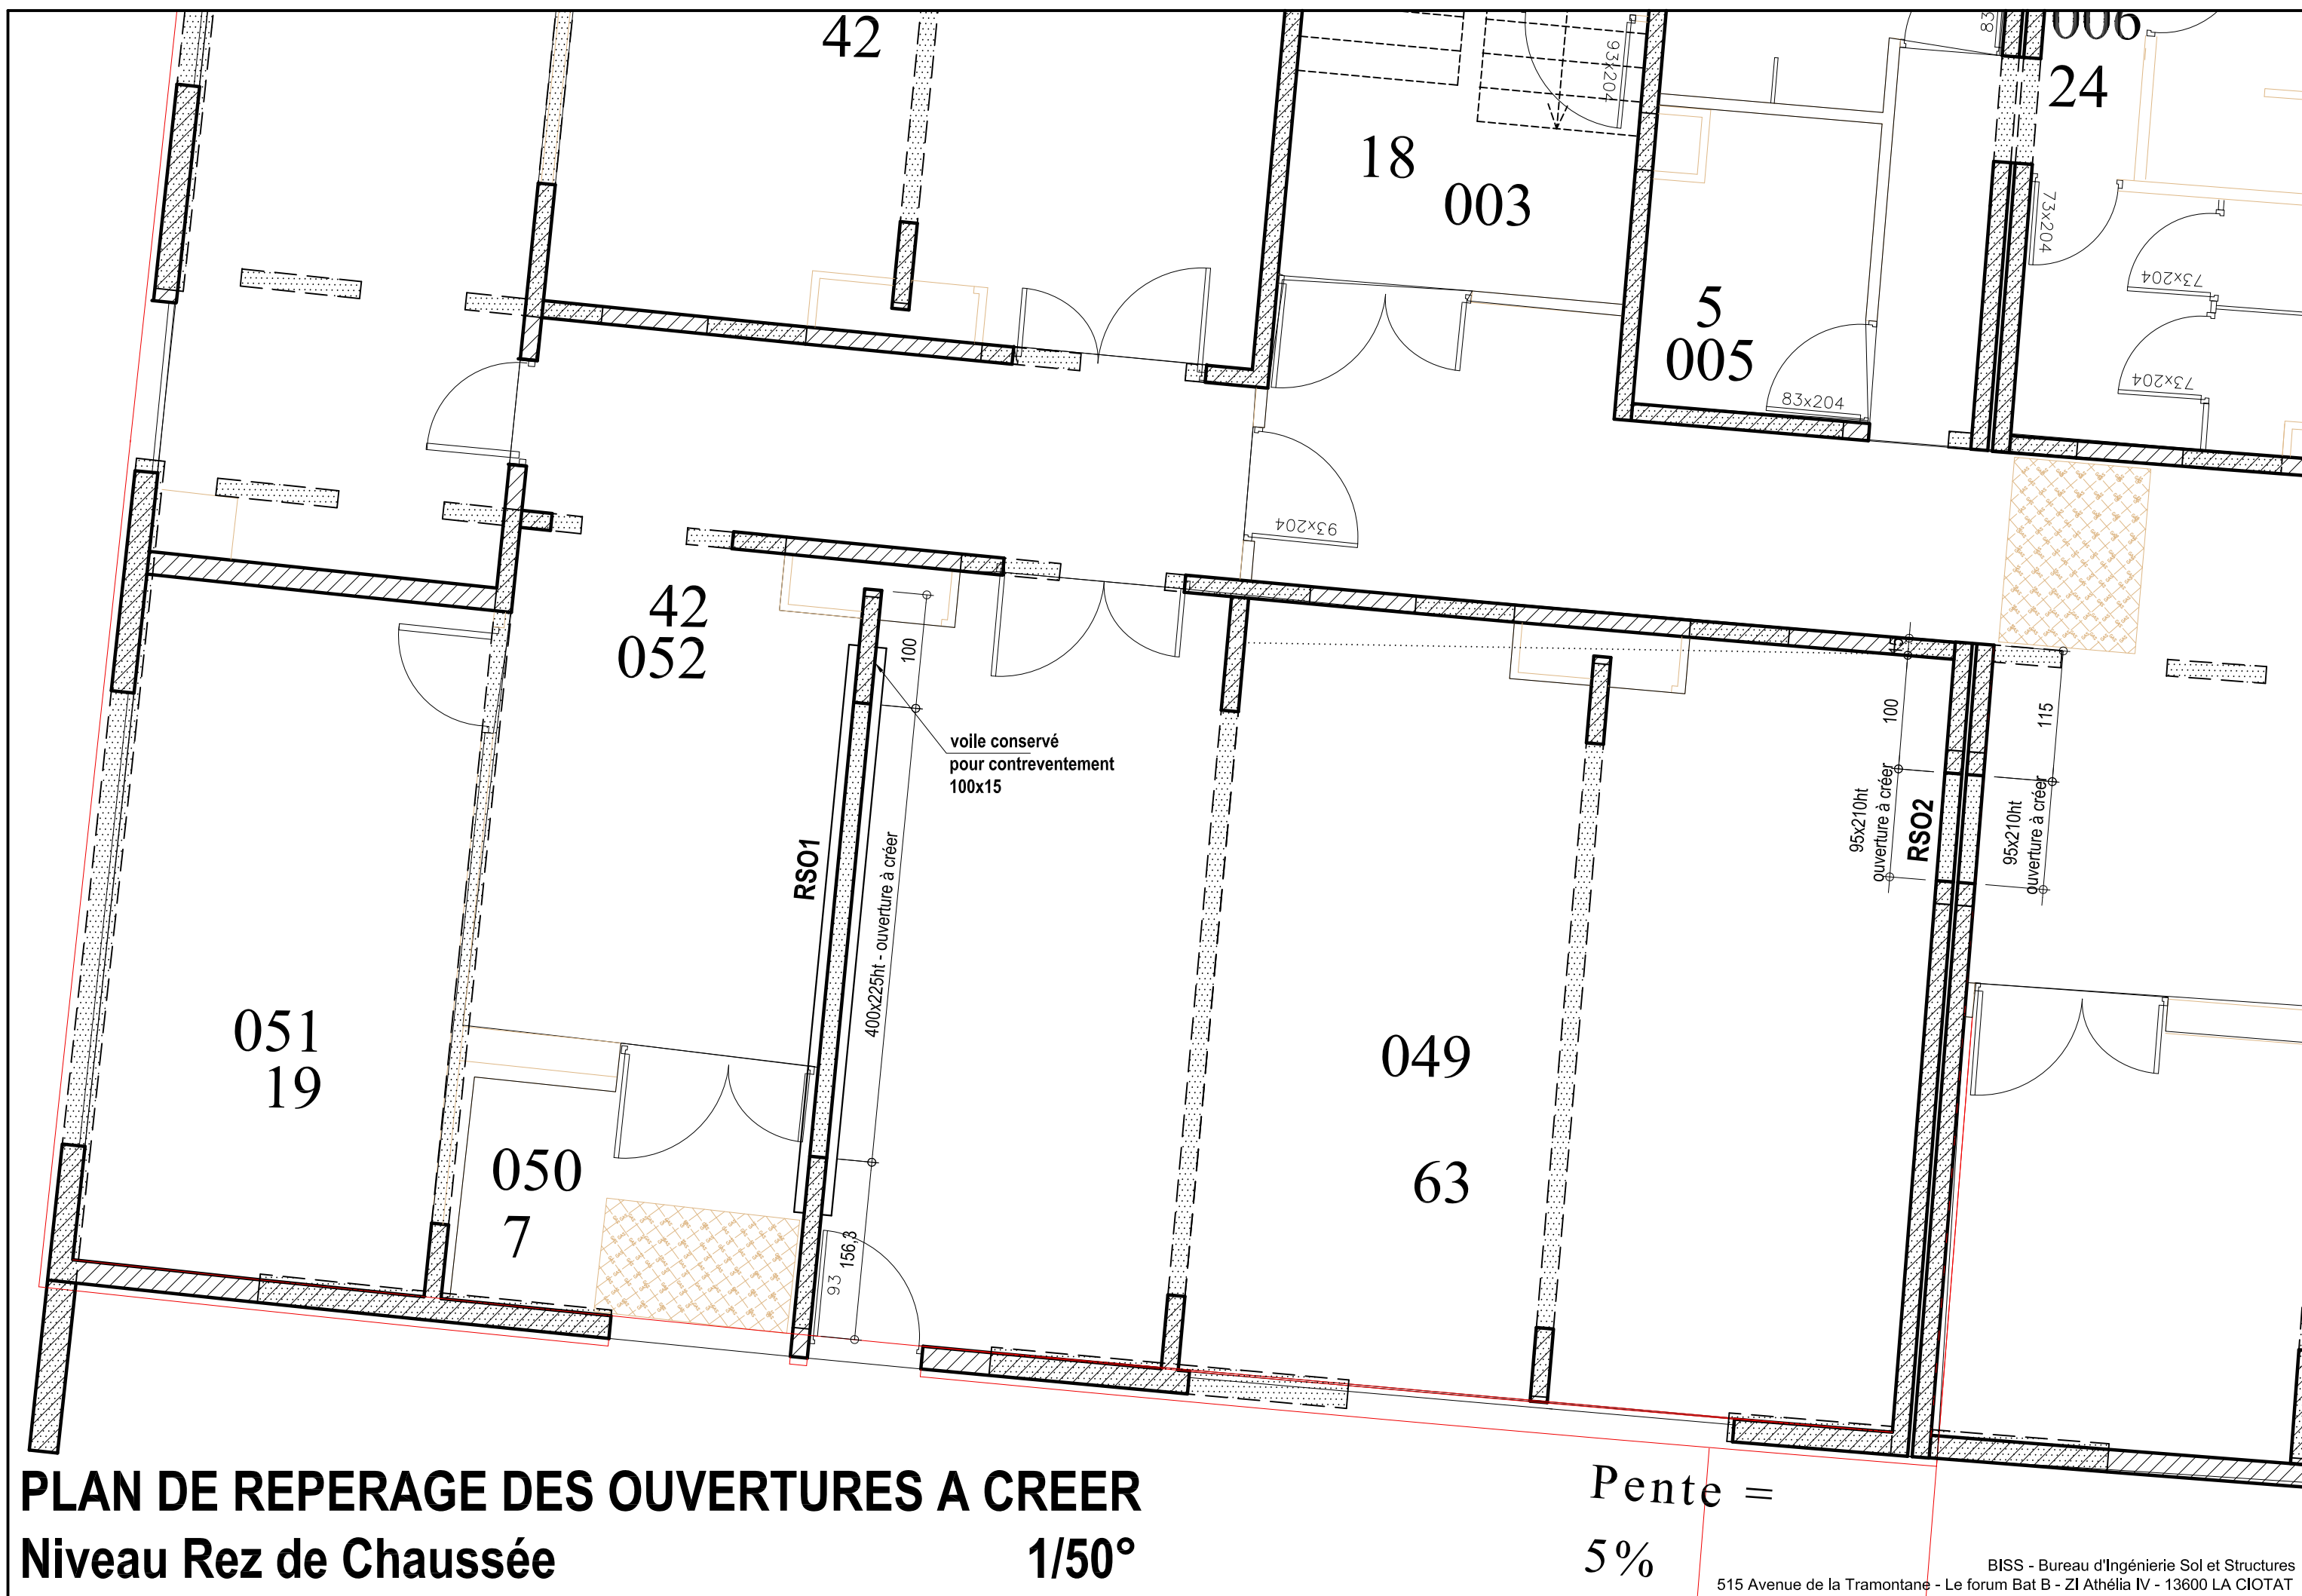 42
006
24
93x204
83
18
003
73x204
73x204
73x204
5
005
83x204
93x204
42
052
100
voile conservé
pour contreventement
100x15
RSO1
400x225ht - ouverture à créer
15
100
95x210ht
ouverture à créer
RSO2
115
95x210ht
ouverture à créer
051
19
050
7
93
156,3
049
63
PLAN DE REPERAGE DES OUVERTURES A CREER
Niveau Rez de Chaussée
1/50°
Pente =
5%
BISS - Bureau d'Ingénierie Sol et Structures
515 Avenue de la Tramontane - Le forum Bat B - ZI Athélia IV - 13600 LA CIOTAT